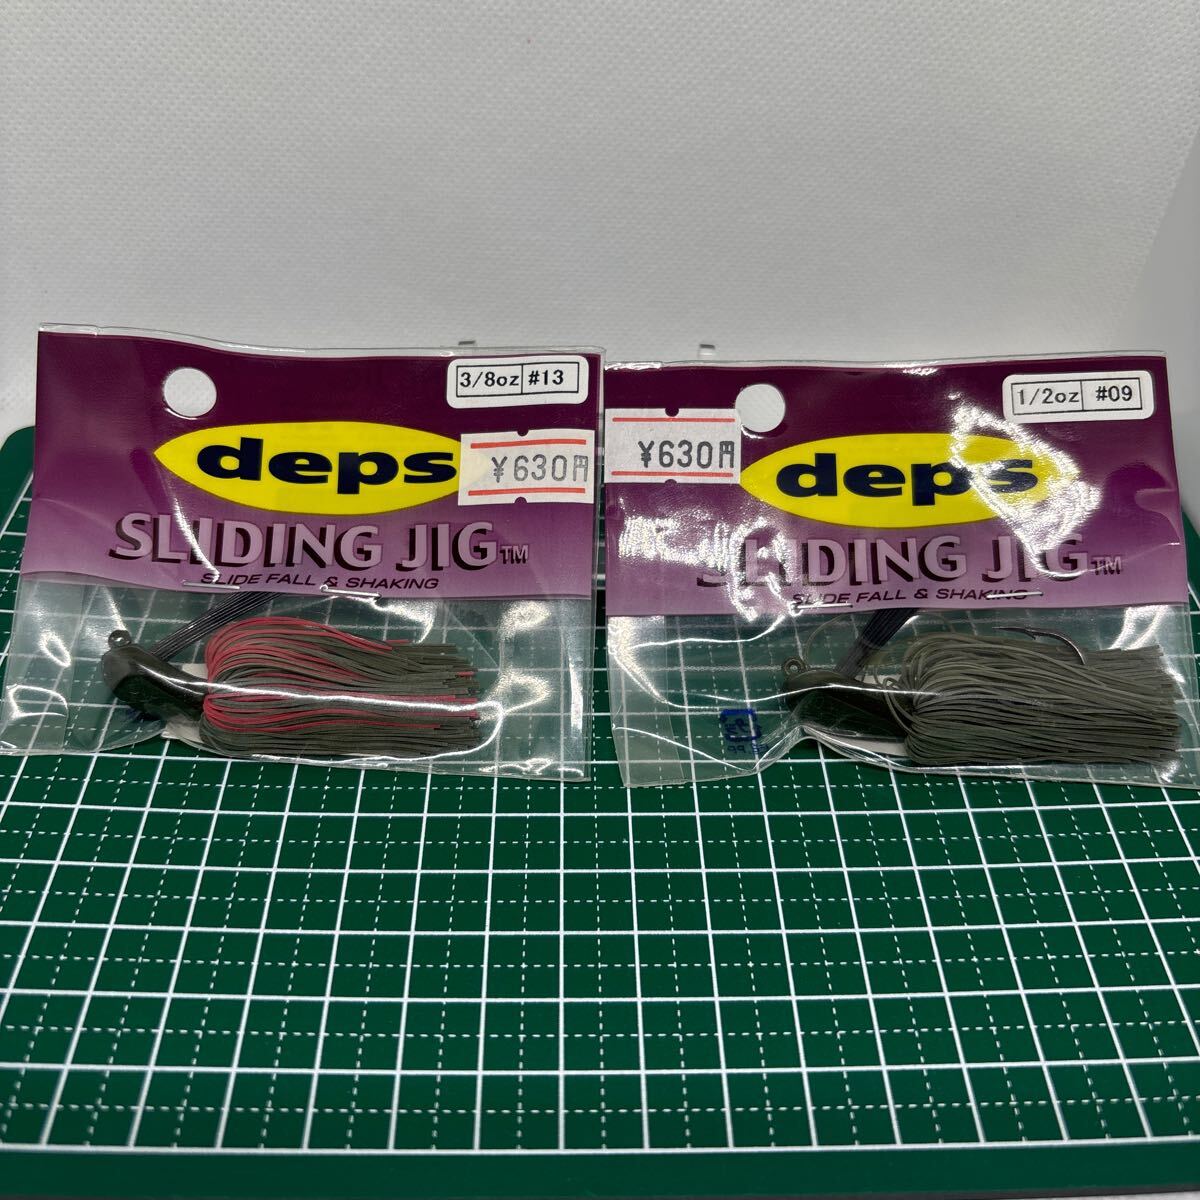 3/8oz #13
deps
¥630円
SLIDING JIG™
SLIDE FALL & SHAKING
1/2oz #09
¥630円
deps
SLIDING JIG™
SLIDE FALL & SHAKING